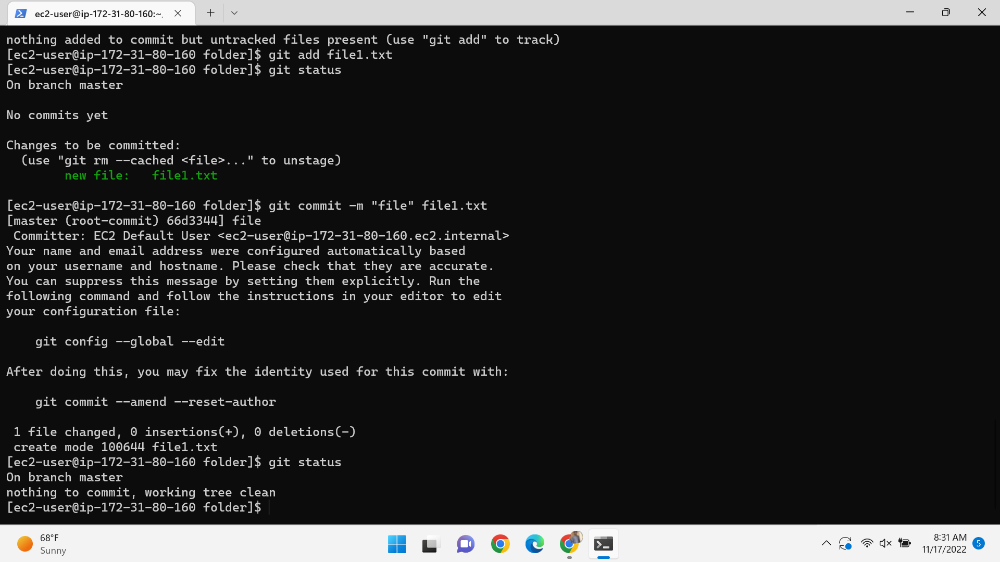 ec2-user@ip-172-31-80-160:~,
nothing added to commit but untracked files present (use "git add" to track)
[ec2-user@ip-172-31-80-160 folder]$ git add file1.txt
[ec2-user@ip-172-31-80-160 folder]$ git status
On branch master
No commits yet
Changes to be committed:
  (use "git rm --cached <file>..." to unstage)
        new file:   file1.txt
[ec2-user@ip-172-31-80-160 folder]$ git commit -m "file" file1.txt
[master (root-commit) 66d3344] file
 Committer: EC2 Default User <ec2-user@ip-172-31-80-160.ec2.internal>
Your name and email address were configured automatically based
on your username and hostname. Please check that they are accurate.
You can suppress this message by setting them explicitly. Run the
following command and follow the instructions in your editor to edit
your configuration file:
    git config --global --edit
After doing this, you may fix the identity used for this commit with:
    git commit --amend --reset-author
 1 file changed, 0 insertions(+), 0 deletions(-)
 create mode 100644 file1.txt
[ec2-user@ip-172-31-80-160 folder]$ git status
On branch master
nothing to commit, working tree clean
[ec2-user@ip-172-31-80-160 folder]$
68°F
Sunny
8:31 AM
11/17/2022
5